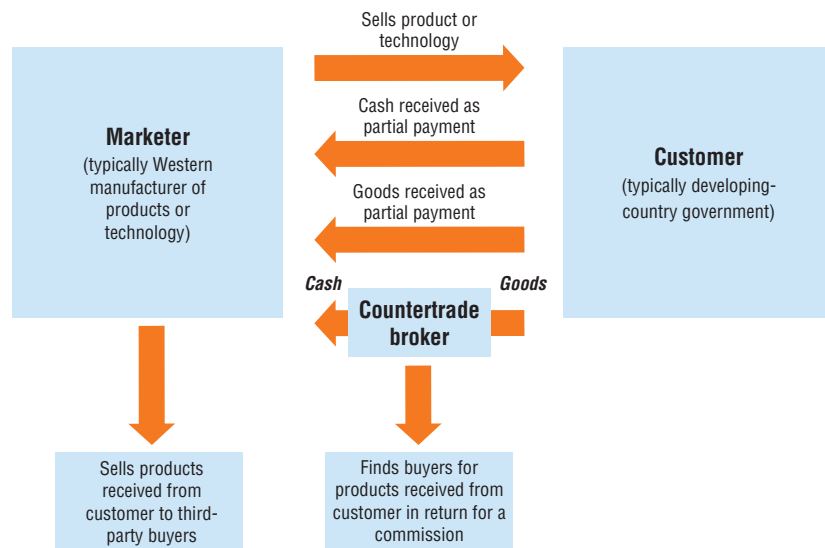 Sells product or
technology
Marketer
(typically Western
manufacturer of
products or
technology)
Cash received as
partial payment
Goods received as
partial payment
Customer
(typically developing-
country government)
Cash
Goods
Countertrade
broker
Sells products
received from
customer to third-
party buyers
Finds buyers for
products received from
customer in return for a
commission